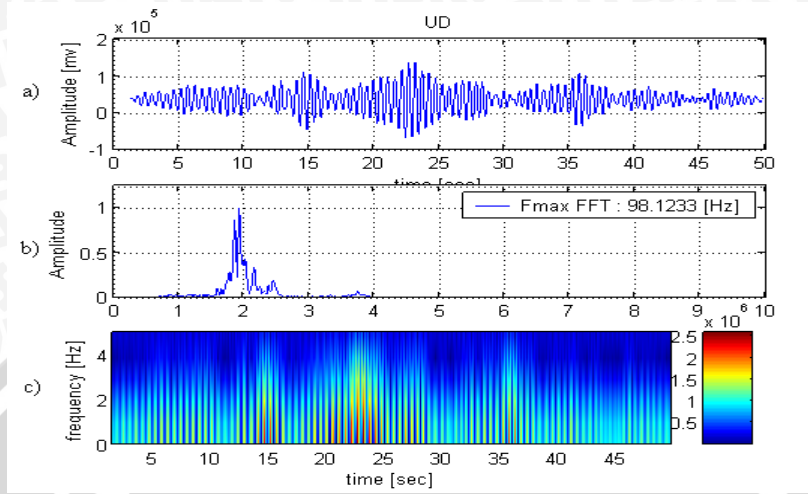 UD
x 10^5
a)
Amplitude [mv]
2
1
0
-1
0 5 10 15 20 25 30 35 40 45 50
time [sec]
b)
Amplitude
1
0.5
0
Fmax FFT : 98.1233 [Hz]
0 1 2 3 4 5 6 7 8 9 10
x 10^6
c)
frequency [Hz]
4
2
0
2.5
2
1.5
1
0.5
5 10 15 20 25 30 35 40 45
time [sec]